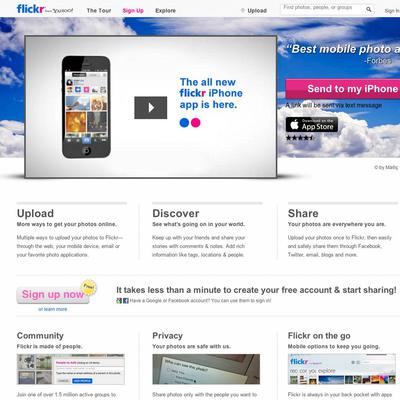 flickr from YAHOO! The Tour Sign Up Explore Upload Find photos, people, or groups Sign In
"Best mobile photo a
-Forbes
The all new
flickr iPhone
app is here.
Send to my iPhone
A link will be sent via text message
Download on the
App Store
© by Matty
Upload
More ways to get your photos online.
Multiple ways to upload your photos to Flickr—
through the web, your mobile device, email or
your favorite photo applications.
Discover
See what's going on in your world.
Keep up with your friends and share your
stories with comments & notes. Add rich
information like tags, locations & people.
Share
Your photos are everywhere you are.
Upload your photos once to Flickr, then easily
and safely share them through Facebook,
Twitter, email, blogs and more.
Sign up now
Free!
or learn more
It takes less than a minute to create your free account & start sharing!
Have a Google or Facebook account? You can use them to sign in!
Community
Flickr is made of people.
Join one of over 1.5 million active groups to
Privacy
Your photos are safe with us.
Share photos only with the people you want to
Flickr on the go
Mobile options to keep you going.
flickr
rec or you explore
Flickr is always in your back pocket with apps